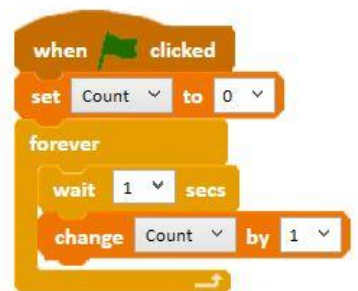 when clicked
set Count to 0
forever
wait 1 secs
change Count by 1